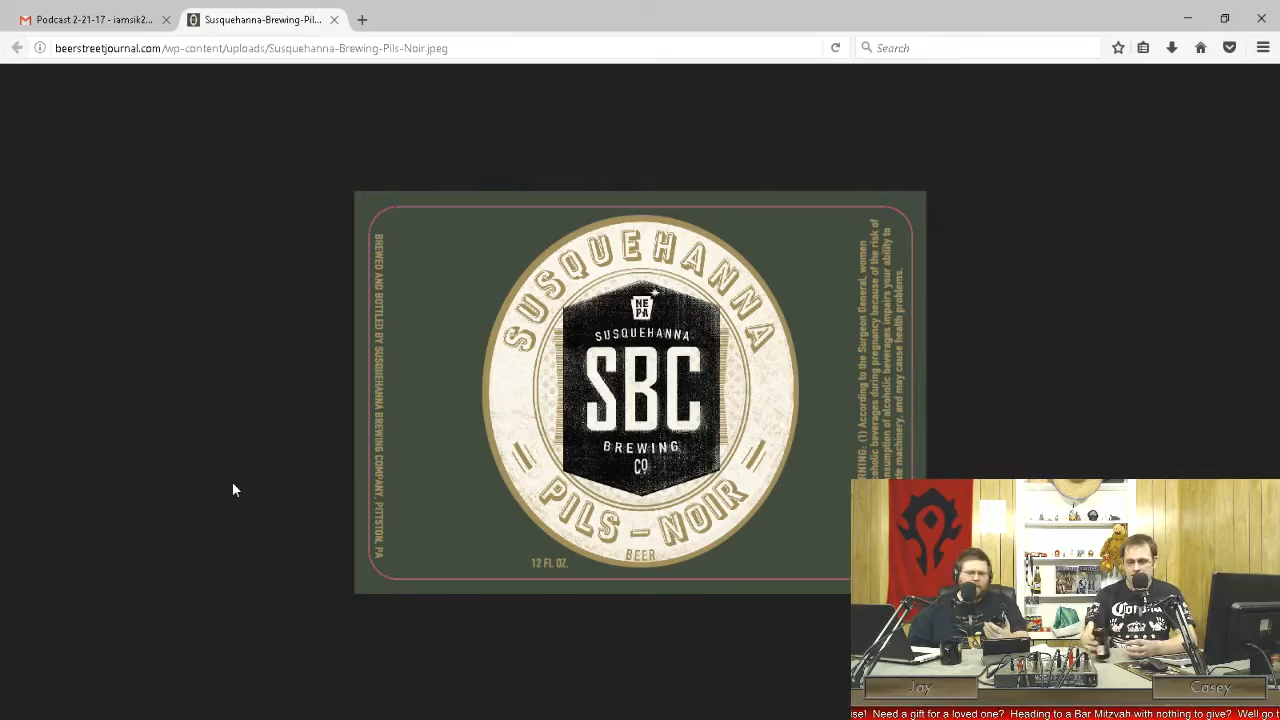 Podcast 2-21-17 - iamsik2...
Susquehanna-Brewing-Pil...
beerstreetjournal.com/wp-content/uploads/Susquehanna-Brewing-Pils-Noir.jpeg
Search
BREWED AND BOTTLED BY SUSQUEHANNA BREWING COMPANY, PITTSTON, PA
SUSQUEHANNA
NE
PA
SUSQUEHANNA
SBC
BREWING
CO
PILS - NOIR
BEER
12 FL OZ.
(1) According to the Surgeon General, women
beverages during pregnancy because of the risk of
of alcoholic beverages impairs your ability to
machinery, and may cause health problems.
Jay
Casey
Need a gift for a loved one? Heading to a Bar Mitzvah with nothing to give? Well go